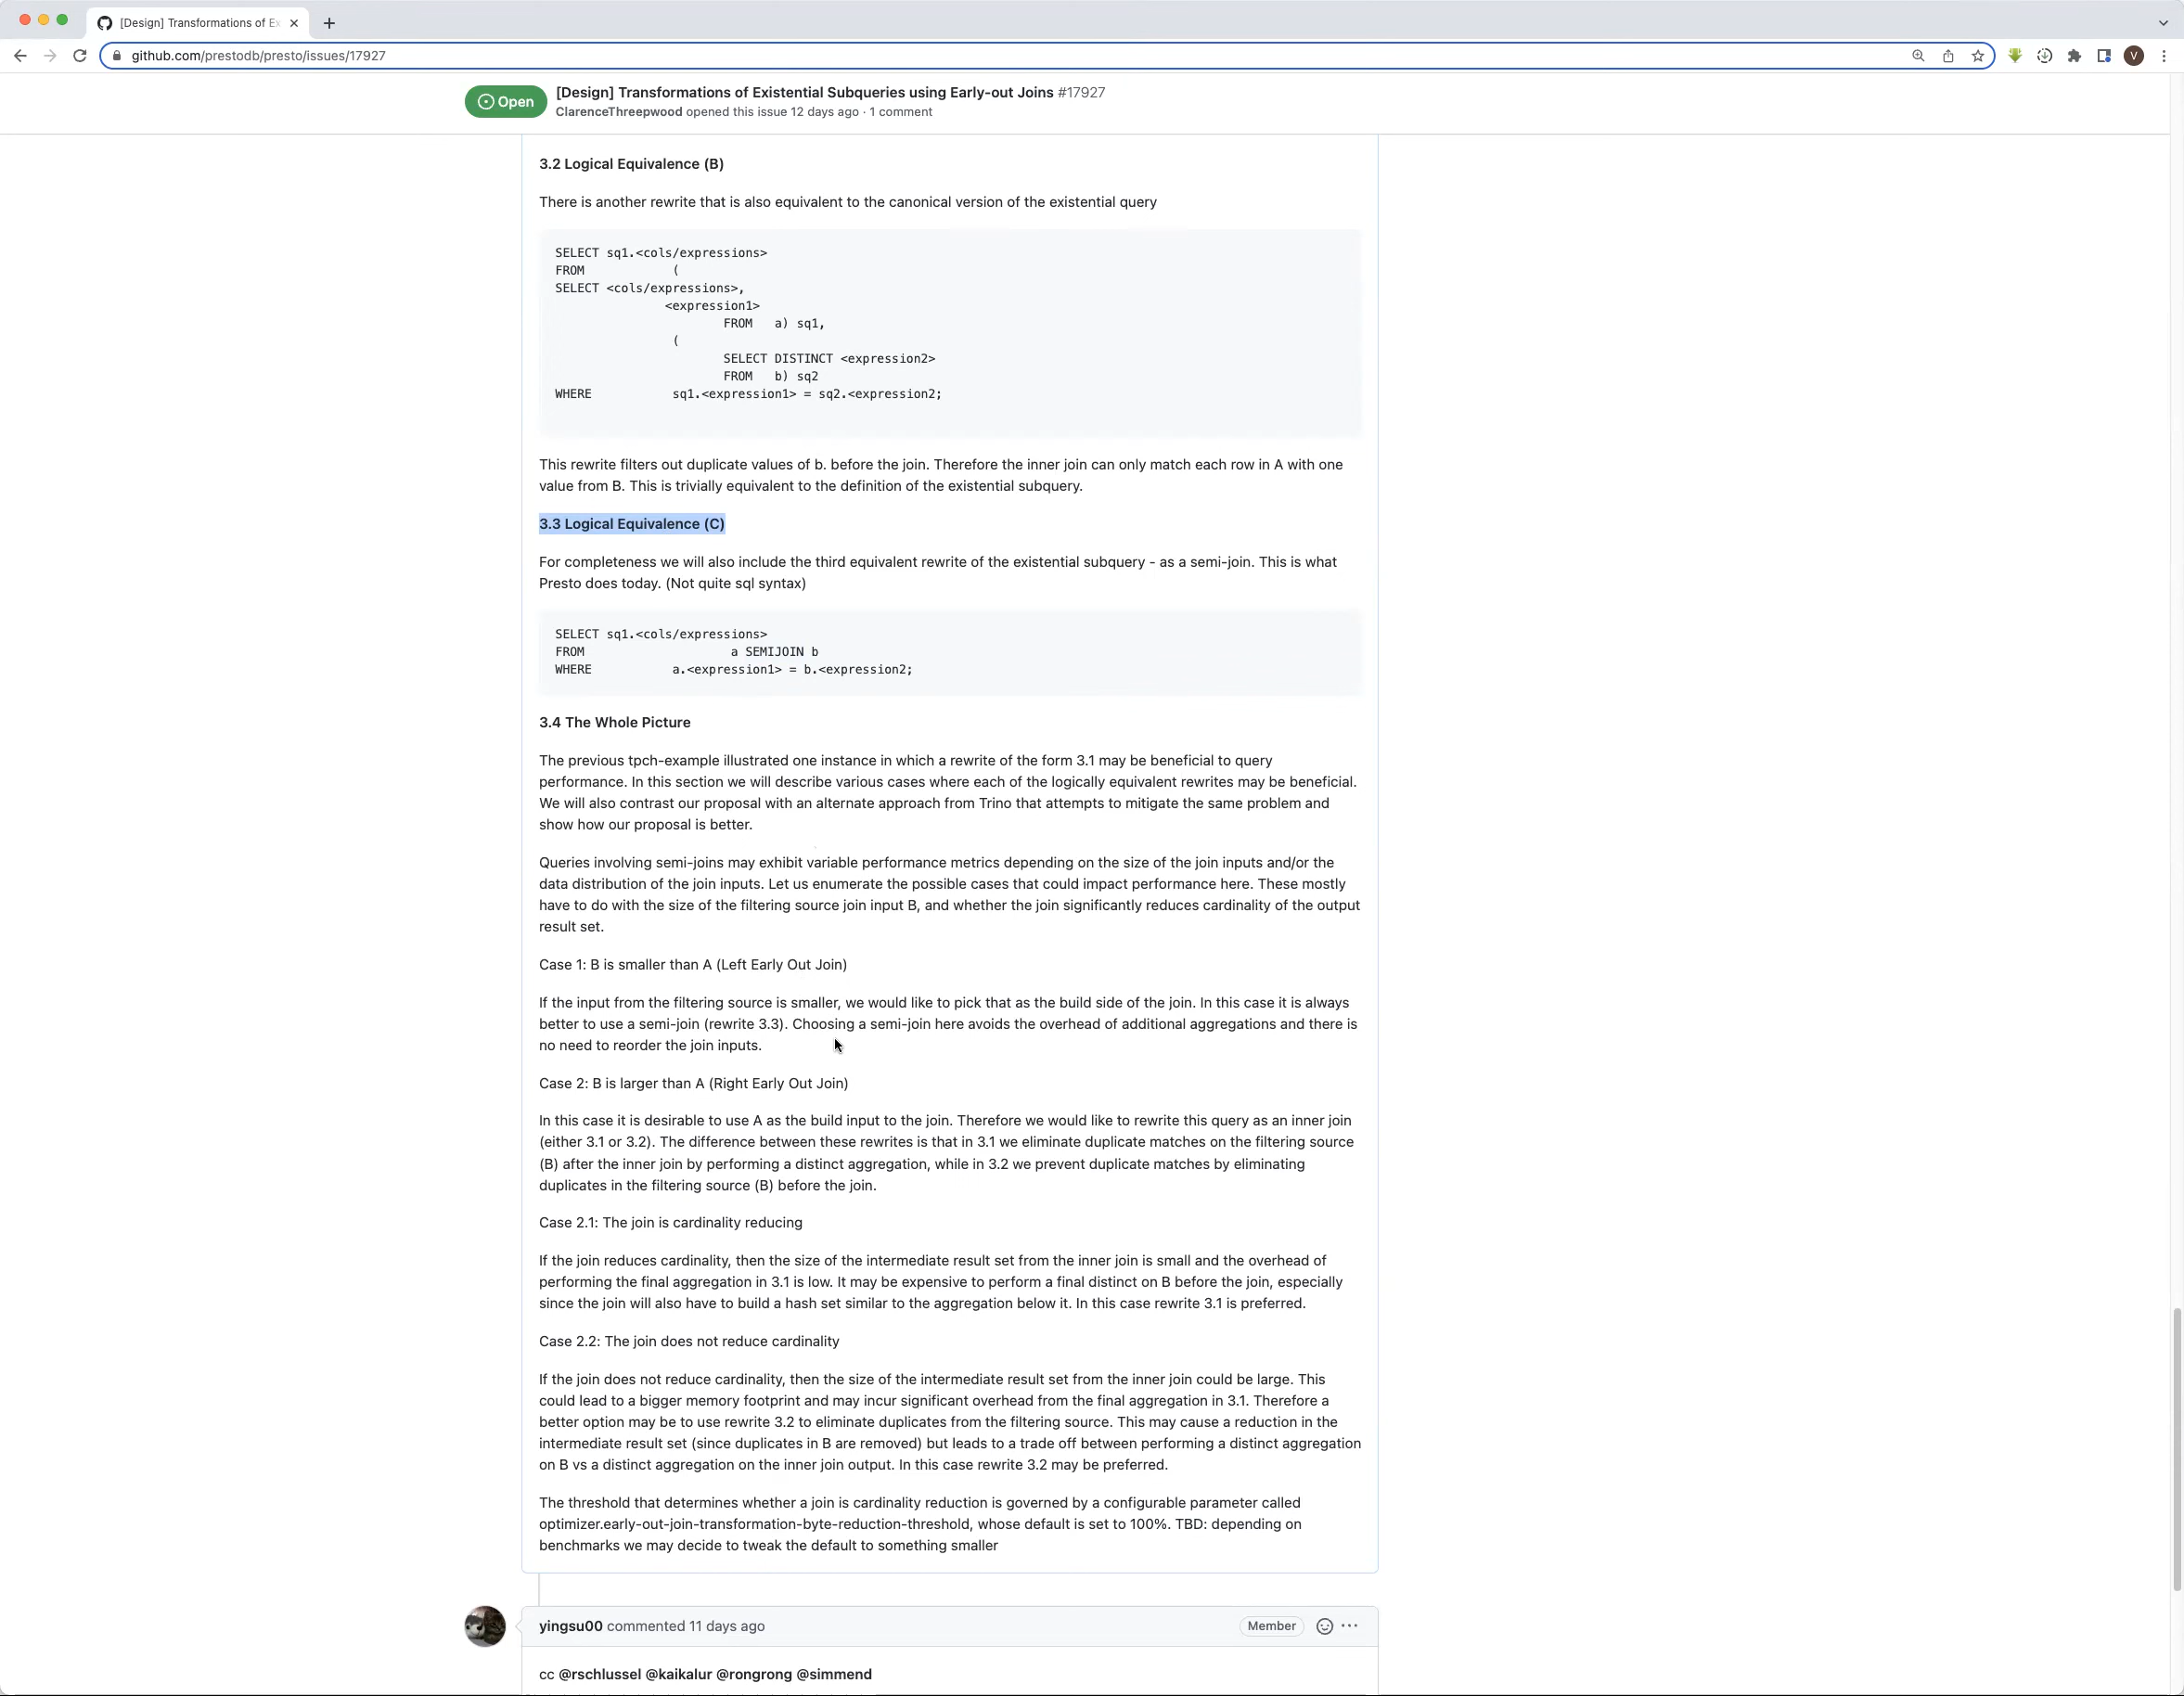 [Design] Transformations of E
github.com/prestodb/presto/issues/17927
V
Open
[Design] Transformations of Existential Subqueries using Early-out Joins #17927
ClarenceThreepwood opened this issue 12 days ago · 1 comment
3.2 Logical Equivalence (B)
There is another rewrite that is also equivalent to the canonical version of the existential query
SELECT sq1.<cols/expressions>
FROM (
SELECT <cols/expressions>,
<expression1>
FROM a) sq1,
(
SELECT DISTINCT <expression2>
FROM b) sq2
WHERE sq1.<expression1> = sq2.<expression2;
This rewrite filters out duplicate values of b. before the join. Therefore the inner join can only match each row in A with one
value from B. This is trivially equivalent to the definition of the existential subquery.
3.3 Logical Equivalence (C)
For completeness we will also include the third equivalent rewrite of the existential subquery - as a semi-join. This is what
Presto does today. (Not quite sql syntax)
SELECT sq1.<cols/expressions>
FROM a SEMIJOIN b
WHERE a.<expression1> = b.<expression2;
3.4 The Whole Picture
The previous tpch-example illustrated one instance in which a rewrite of the form 3.1 may be beneficial to query
performance. In this section we will describe various cases where each of the logically equivalent rewrites may be beneficial.
We will also contrast our proposal with an alternate approach from Trino that attempts to mitigate the same problem and
show how our proposal is better.
Queries involving semi-joins may exhibit variable performance metrics depending on the size of the join inputs and/or the
data distribution of the join inputs. Let us enumerate the possible cases that could impact performance here. These mostly
have to do with the size of the filtering source join input B, and whether the join significantly reduces cardinality of the output
result set.
Case 1: B is smaller than A (Left Early Out Join)
If the input from the filtering source is smaller, we would like to pick that as the build side of the join. In this case it is always
better to use a semi-join (rewrite 3.3). Choosing a semi-join here avoids the overhead of additional aggregations and there is
no need to reorder the join inputs.
Case 2: B is larger than A (Right Early Out Join)
In this case it is desirable to use A as the build input to the join. Therefore we would like to rewrite this query as an inner join
(either 3.1 or 3.2). The difference between these rewrites is that in 3.1 we eliminate duplicate matches on the filtering source
(B) after the inner join by performing a distinct aggregation, while in 3.2 we prevent duplicate matches by eliminating
duplicates in the filtering source (B) before the join.
Case 2.1: The join is cardinality reducing
If the join reduces cardinality, then the size of the intermediate result set from the inner join is small and the overhead of
performing the final aggregation in 3.1 is low. It may be expensive to perform a final distinct on B before the join, especially
since the join will also have to build a hash set similar to the aggregation below it. In this case rewrite 3.1 is preferred.
Case 2.2: The join does not reduce cardinality
If the join does not reduce cardinality, then the size of the intermediate result set from the inner join could be large. This
could lead to a bigger memory footprint and may incur significant overhead from the final aggregation in 3.1. Therefore a
better option may be to use rewrite 3.2 to eliminate duplicates from the filtering source. This may cause a reduction in the
intermediate result set (since duplicates in B are removed) but leads to a trade off between performing a distinct aggregation
on B vs a distinct aggregation on the inner join output. In this case rewrite 3.2 may be preferred.
The threshold that determines whether a join is cardinality reduction is governed by a configurable parameter called
optimizer.early-out-join-transformation-byte-reduction-threshold, whose default is set to 100%. TBD: depending on
benchmarks we may decide to tweak the default to something smaller
yingsu00 commented 11 days ago
Member
cc @rschlussel @kaikalur @rongrong @simmend